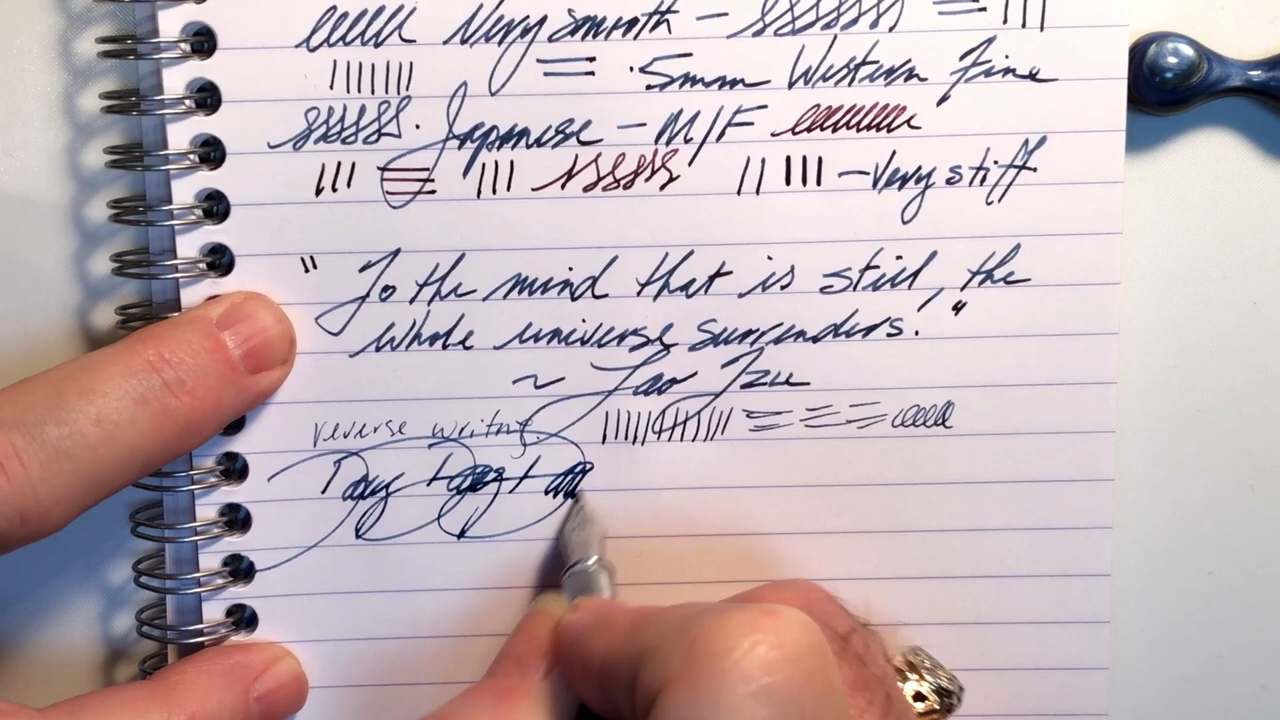 Very smooth -
= .5mm Western Fine
Japanese - M/F
- Very stiff
" To the mind that is still, the
whole universe surrenders."
~ Lao Tzu
reverse writing